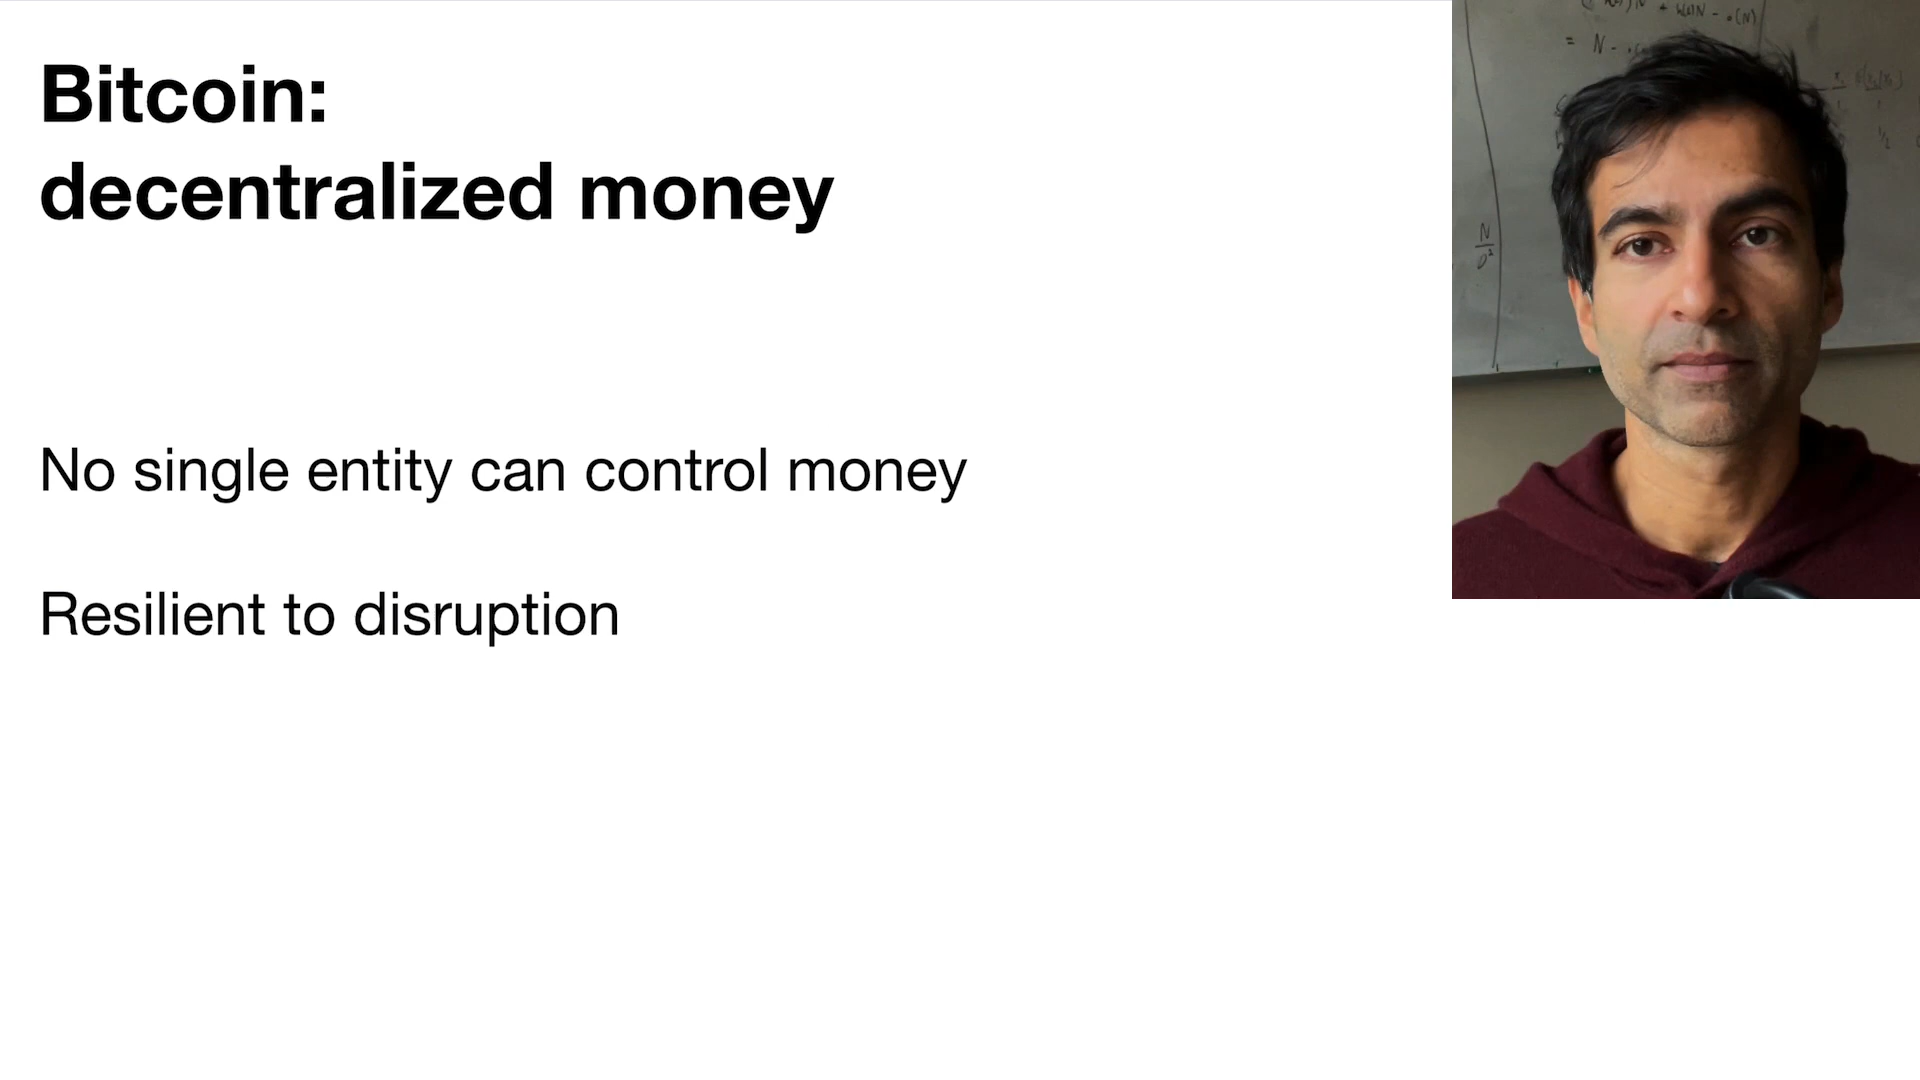 Bitcoin:
decentralized money
No single entity can control money
Resilient to disruption
N